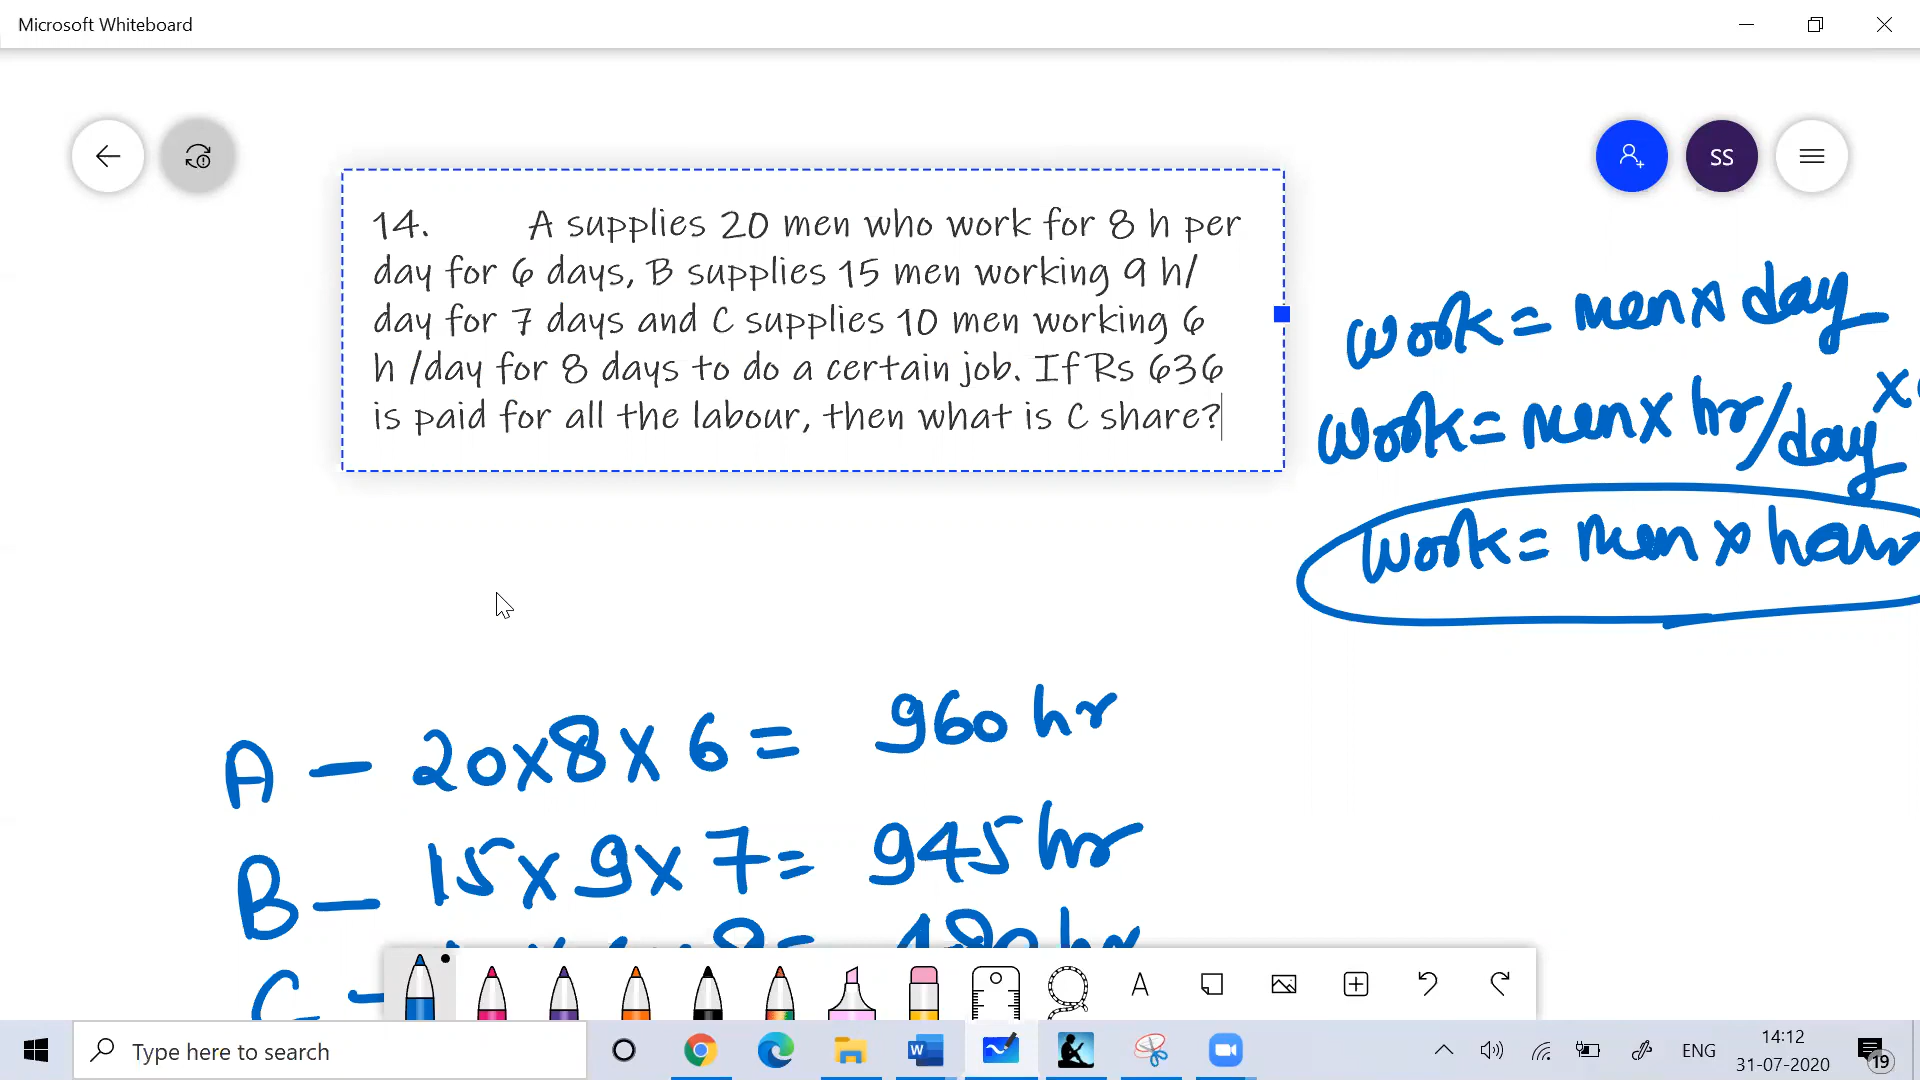 Microsoft Whiteboard
SS
14. A supplies 20 men who work for 8 h per
day for 6 days, B supplies 15 men working 9 h/
day for 7 days and C supplies 10 men working 6
h /day for 8 days to do a certain job. If Rs 636
is paid for all the labour, then what is C share?
work = men x day
work = men x hr/day x
work = men x hour
A - 20x8x6 = 960 hr
B - 15x9x7 = 945 hr
C -
Type here to search
ENG
14:12
31-07-2020
19